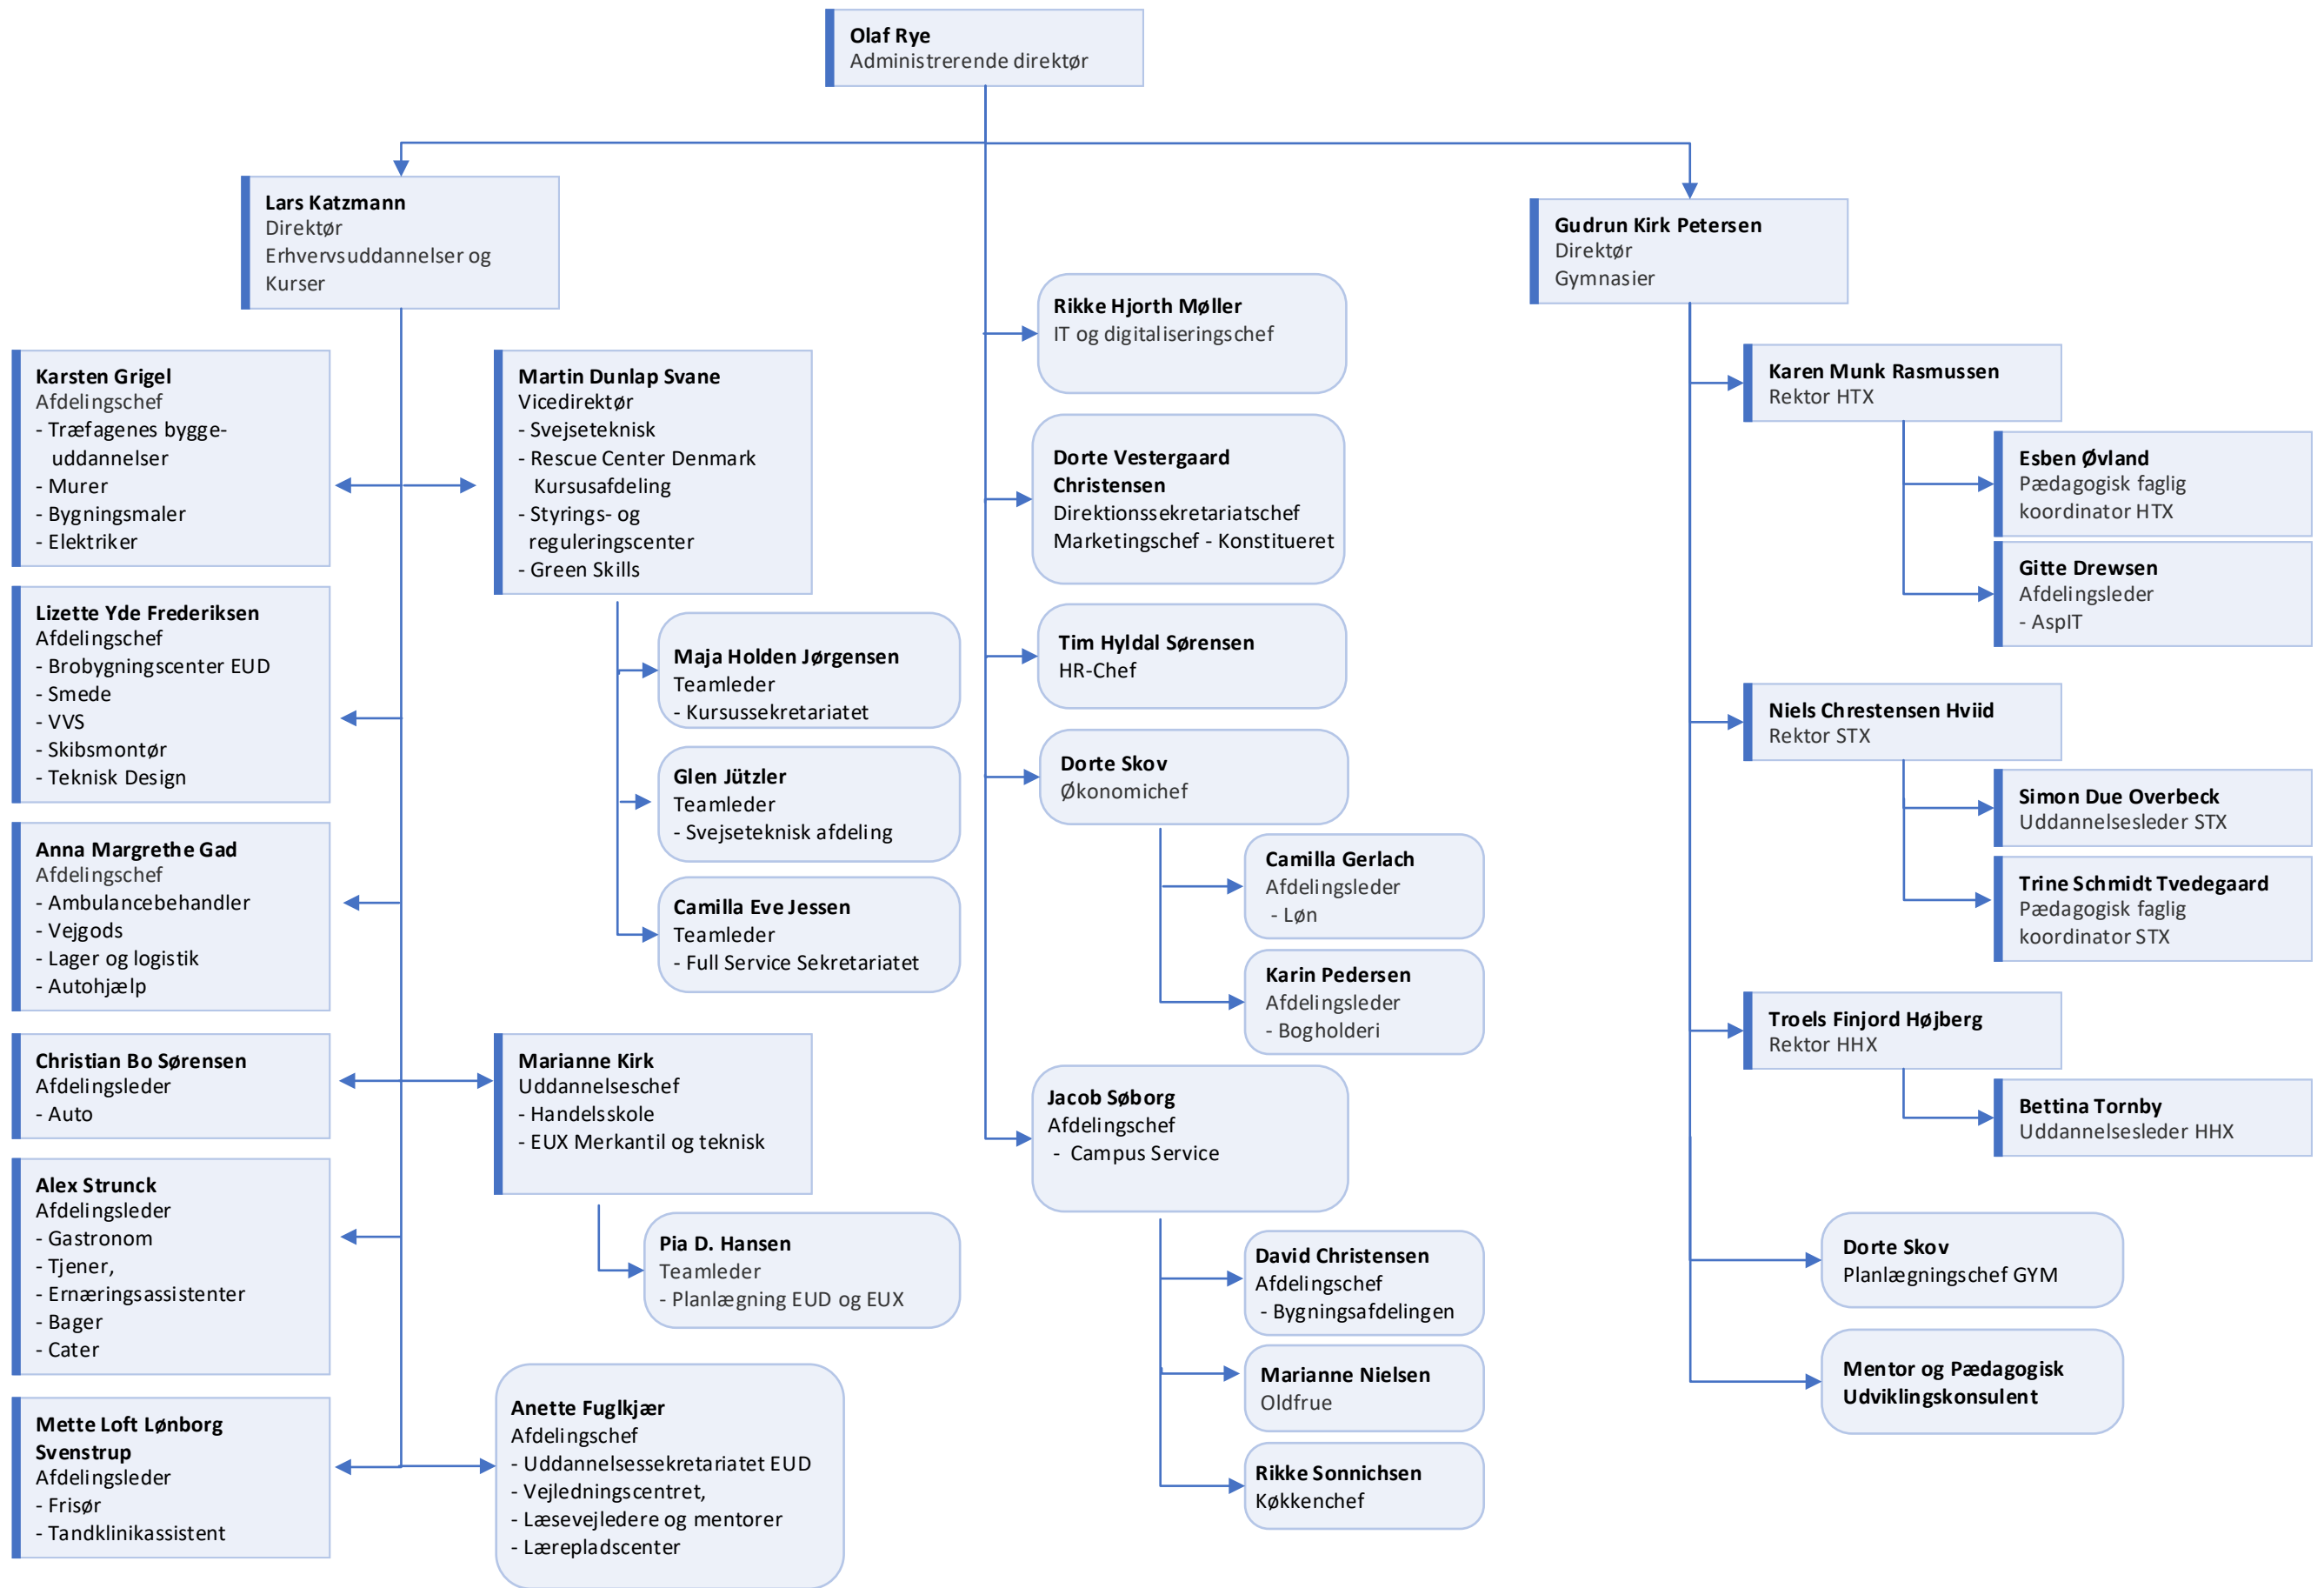 Olaf Rye
Administrerende direktør
Lars Katzmann
Direktør
Erhvervsuddannelser og
Kurser
Karsten Grigel
Afdelingschef
- Træfagenes bygge-
uddannelser
- Murer
- Bygningsmaler
- Elektriker
Lizette Yde Frederiksen
Afdelingschef
- Brobygningscenter EUD
- Smede
- VVS
- Skibsmontør
- Teknisk Design
Anna Margrethe Gad
Afdelingschef
- Ambulancebehandler
- Vejgods
- Lager og logistik
- Autohjælp
Christian Bo Sørensen
Afdelingsleder
- Auto
Alex Strunck
Afdelingsleder
- Gastronom
- Tjener,
- Ernæringsassistenter
- Bager
- Cater
Mette Loft Lønborg
Svenstrup
Afdelingsleder
- Frisør
- Tandklinikassistent
Martin Dunlap Svane
Vicedirektør
- Svejseteknisk
- Rescue Center Denmark
Kursusafdeling
- Styrings- og
reguleringscenter
- Green Skills
Maja Holden Jørgensen
Teamleder
- Kursussekretariatet
Glen Jützler
Teamleder
- Svejseteknisk afdeling
Camilla Eve Jessen
Teamleder
- Full Service Sekretariatet
Marianne Kirk
Uddannelseschef
- Handelsskole
- EUX Merkantil og teknisk
Pia D. Hansen
Teamleder
- Planlægning EUD og EUX
Anette Fuglkjær
Afdelingschef
- Uddannelsessekretariatet EUD
- Vejledningscentret,
- Læsevejledere og mentorer
- Lærepladscenter
Rikke Hjorth Møller
IT og digitaliseringschef
Dorte Vestergaard
Christensen
Direktionssekretariatschef
Marketingschef - Konstitueret
Tim Hyldal Sørensen
HR-Chef
Dorte Skov
Økonomichef
Camilla Gerlach
Afdelingsleder
- Løn
Karin Pedersen
Afdelingsleder
- Bogholderi
Jacob Søborg
Afdelingschef
- Campus Service
David Christensen
Afdelingschef
- Bygningsafdelingen
Marianne Nielsen
Oldfrue
Rikke Sonnichsen
Køkkenchef
Gudrun Kirk Petersen
Direktør
Gymnasier
Karen Munk Rasmussen
Rektor HTX
Esben Øvland
Pædagogisk faglig
koordinator HTX
Gitte Drewsen
Afdelingsleder
- AspIT
Niels Chrestensen Hviid
Rektor STX
Simon Due Overbeck
Uddannelsesleder STX
Trine Schmidt Tvedegaard
Pædagogisk faglig
koordinator STX
Troels Finjord Højberg
Rektor HHX
Bettina Tornby
Uddannelsesleder HHX
Dorte Skov
Planlægningschef GYM
Mentor og Pædagogisk
Udviklingskonsulent